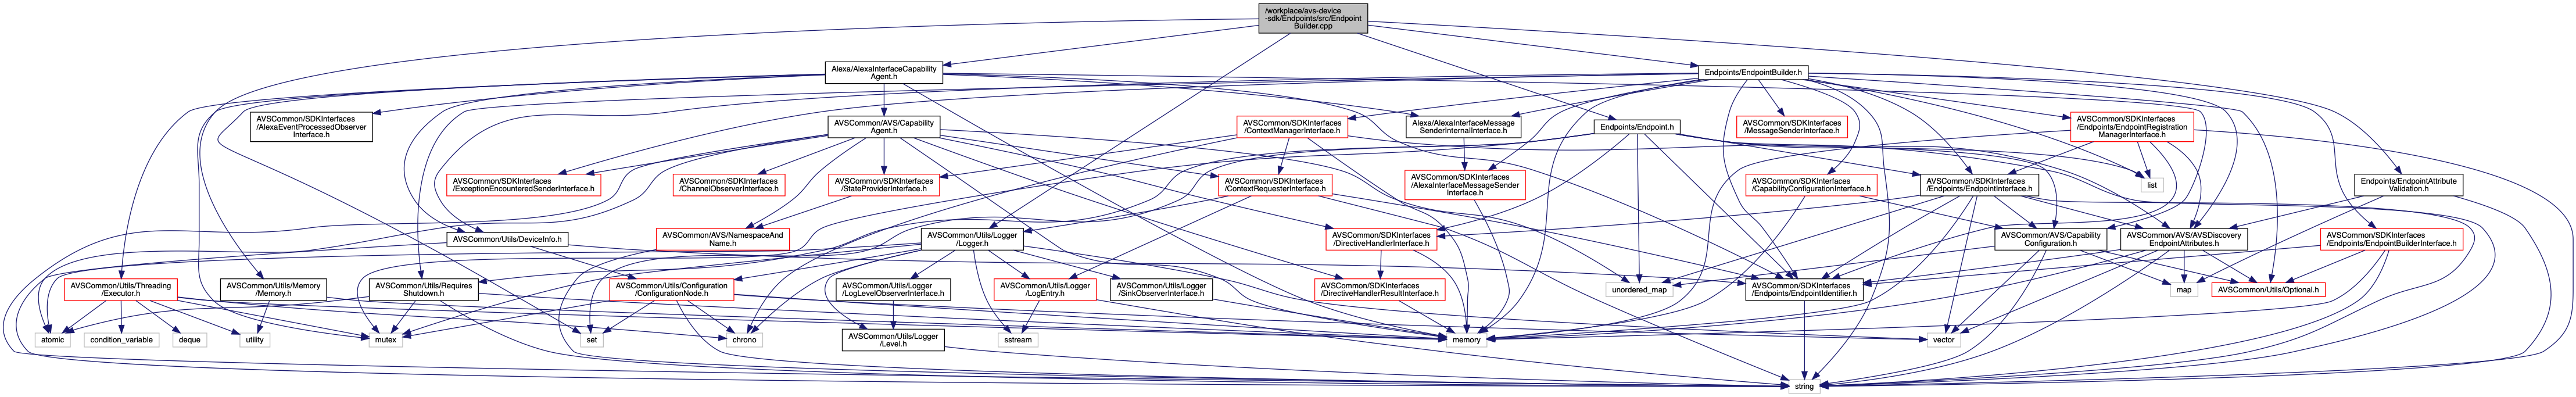 /workplace/avs-device
-sdk/Endpoints/src/Endpoint
Builder.cpp
Alexa/AlexaInterfaceCapability
Agent.h
Endpoints/EndpointBuilder.h
AVSCommon/SDKInterfaces
/AlexaEventProcessedObserver
Interface.h
AVSCommon/AVS/Capability
Agent.h
AVSCommon/SDKInterfaces
/ContextManagerInterface.h
Alexa/AlexaInterfaceMessage
SenderInternalInterface.h
Endpoints/Endpoint.h
AVSCommon/SDKInterfaces
/MessageSenderInterface.h
AVSCommon/SDKInterfaces
/Endpoints/EndpointRegistration
ManagerInterface.h
AVSCommon/SDKInterfaces
/ExceptionEncounteredSenderInterface.h
AVSCommon/SDKInterfaces
/ChannelObserverInterface.h
AVSCommon/SDKInterfaces
/StateProviderInterface.h
AVSCommon/SDKInterfaces
/ContextRequesterInterface.h
AVSCommon/SDKInterfaces
/AlexaInterfaceMessageSender
Interface.h
AVSCommon/SDKInterfaces
/CapabilityConfigurationInterface.h
AVSCommon/SDKInterfaces
/Endpoints/EndpointInterface.h
list
Endpoints/EndpointAttribute
Validation.h
AVSCommon/Utils/DeviceInfo.h
AVSCommon/AVS/NamespaceAnd
Name.h
AVSCommon/Utils/Logger
/Logger.h
AVSCommon/SDKInterfaces
/DirectiveHandlerInterface.h
AVSCommon/AVS/Capability
Configuration.h
AVSCommon/AVS/AVSDiscovery
EndpointAttributes.h
AVSCommon/SDKInterfaces
/Endpoints/EndpointBuilderInterface.h
AVSCommon/Utils/Threading
/Executor.h
AVSCommon/Utils/Memory
/Memory.h
AVSCommon/Utils/Requires
Shutdown.h
AVSCommon/Utils/Configuration
/ConfigurationNode.h
AVSCommon/Utils/Logger
/LogLevelObserverInterface.h
AVSCommon/Utils/Logger
/LogEntry.h
AVSCommon/Utils/Logger
/SinkObserverInterface.h
AVSCommon/SDKInterfaces
/DirectiveHandlerResultInterface.h
unordered_map
AVSCommon/SDKInterfaces
/Endpoints/EndpointIdentifier.h
map
AVSCommon/Utils/Optional.h
atomic
condition_variable
deque
utility
mutex
set
chrono
AVSCommon/Utils/Logger
/Level.h
sstream
memory
vector
string